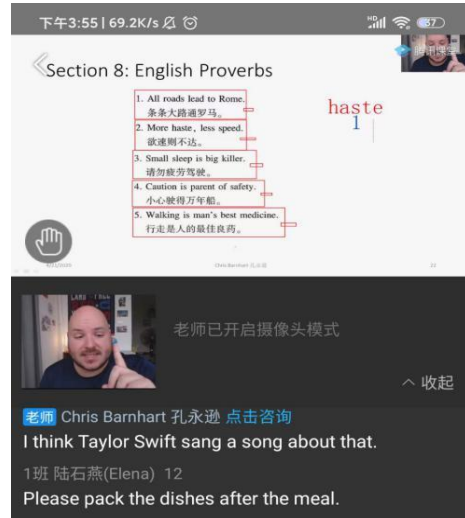 下午3:55 | 69.2K/s
HD
37
腾讯课堂
Section 8: English Proverbs
1. All roads lead to Rome.
条条大路通罗马。
2. More haste, less speed.
欲速则不达。
3. Small sleep is big killer.
请勿疲劳驾驶。
4. Caution is parent of safety.
小心驶得万年船。
5. Walking is man's best medicine.
行走是人的最佳良药。
haste
1
Chris Barnhart 孔永逊
老师已开启摄像头模式
收起
老师 Chris Barnhart 孔永逊 点击咨询
I think Taylor Swift sang a song about that.
1班 陆石燕(Elena) 12
Please pack the dishes after the meal.